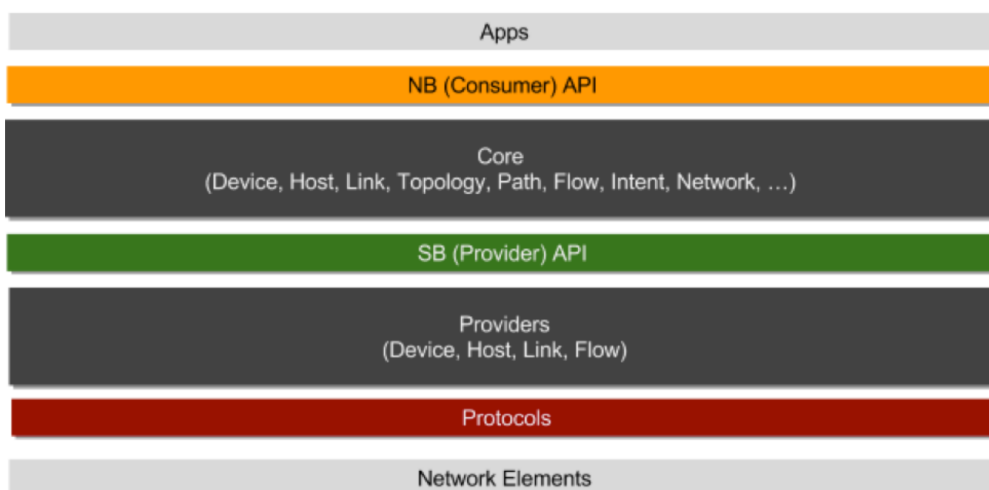 Apps
NB (Consumer) API
Core
(Device, Host, Link, Topology, Path, Flow, Intent, Network, …)
SB (Provider) API
Providers
(Device, Host, Link, Flow)
Protocols
Network Elements